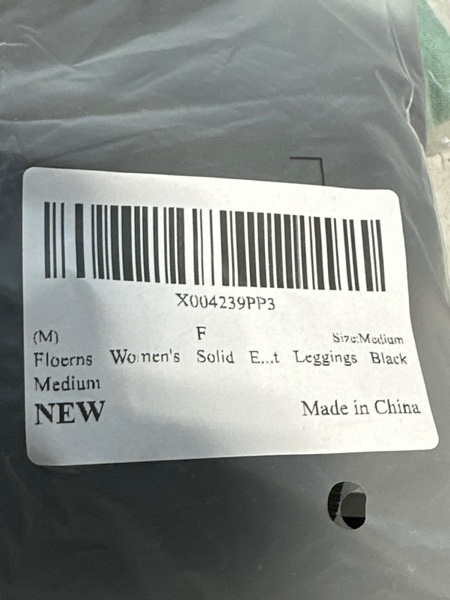 X004239PP3
(M) F Size:Medium
Floerns Women's Solid E...t Leggings Black
Medium
NEW Made in China